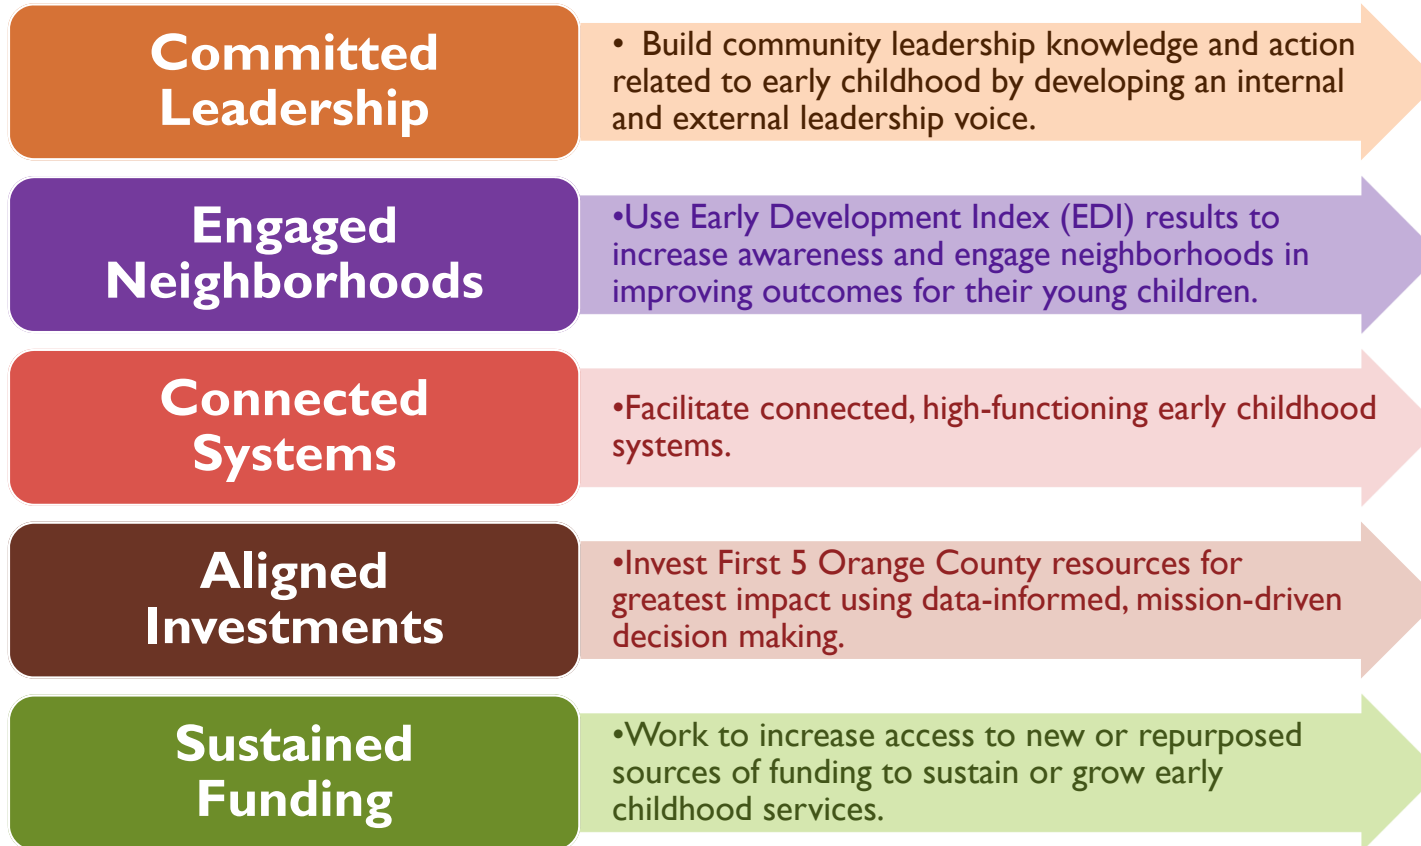 Committed
Leadership
• Build community leadership knowledge and action
related to early childhood by developing an internal
and external leadership voice.
Engaged
Neighborhoods
•Use Early Development Index (EDI) results to
increase awareness and engage neighborhoods in
improving outcomes for their young children.
Connected
Systems
•Facilitate connected, high-functioning early childhood
systems.
Aligned
Investments
•Invest First 5 Orange County resources for
greatest impact using data-informed, mission-driven
decision making.
Sustained
Funding
•Work to increase access to new or repurposed
sources of funding to sustain or grow early
childhood services.